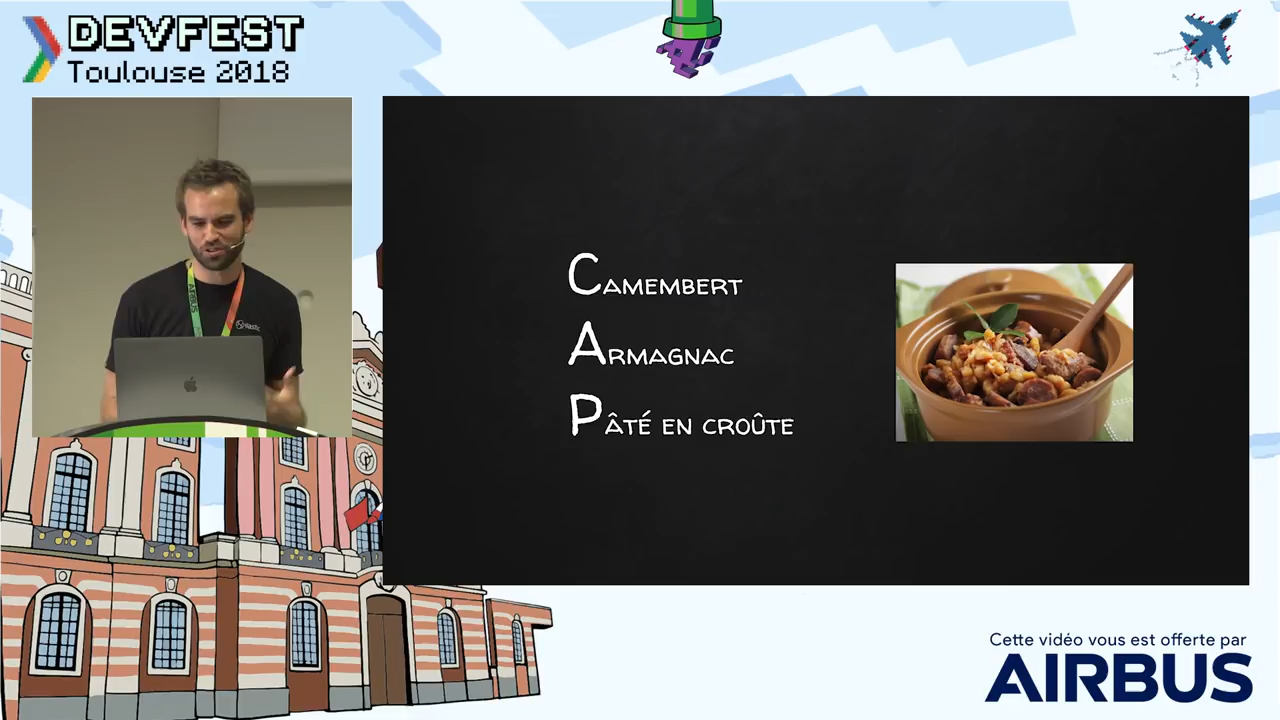 DEVFEST
Toulouse 2018
CAMEMBERT
ARMAGNAC
PÂTÉ EN CROÛTE
Cette vidéo vous est offerte par
AIRBUS